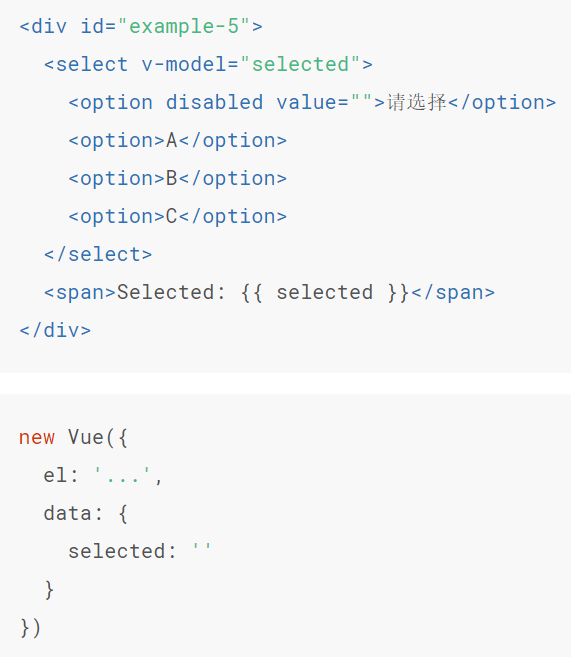 <div id="example-5">
  <select v-model="selected">
    <option disabled value="">请选择</option>
    <option>A</option>
    <option>B</option>
    <option>C</option>
  </select>
  <span>Selected: {{ selected }}</span>
</div>
new Vue({
  el: '...',
  data: {
    selected: ''
  }
})